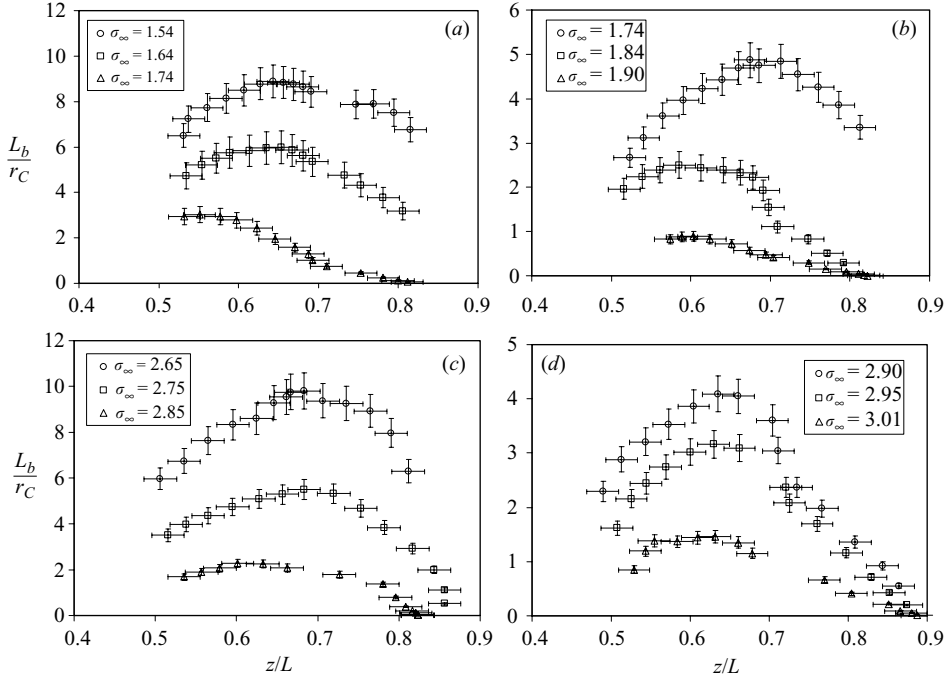 12
(a)
σ∞ = 1.54
σ∞ = 1.64
σ∞ = 1.74
10
8
6
4
2
0
L_b
r_C
0.4 0.5 0.6 0.7 0.8 0.9
6
(b)
σ∞ = 1.74
σ∞ = 1.84
σ∞ = 1.90
5
4
3
2
1
0
0.4 0.5 0.6 0.7 0.8 0.9
12
(c)
σ∞ = 2.65
σ∞ = 2.75
σ∞ = 2.85
10
8
6
4
2
0
L_b
r_C
0.4 0.5 0.6 0.7 0.8 0.9
z/L
5
(d)
σ∞ = 2.90
σ∞ = 2.95
σ∞ = 3.01
4
3
2
1
0
0.4 0.5 0.6 0.7 0.8 0.9
z/L